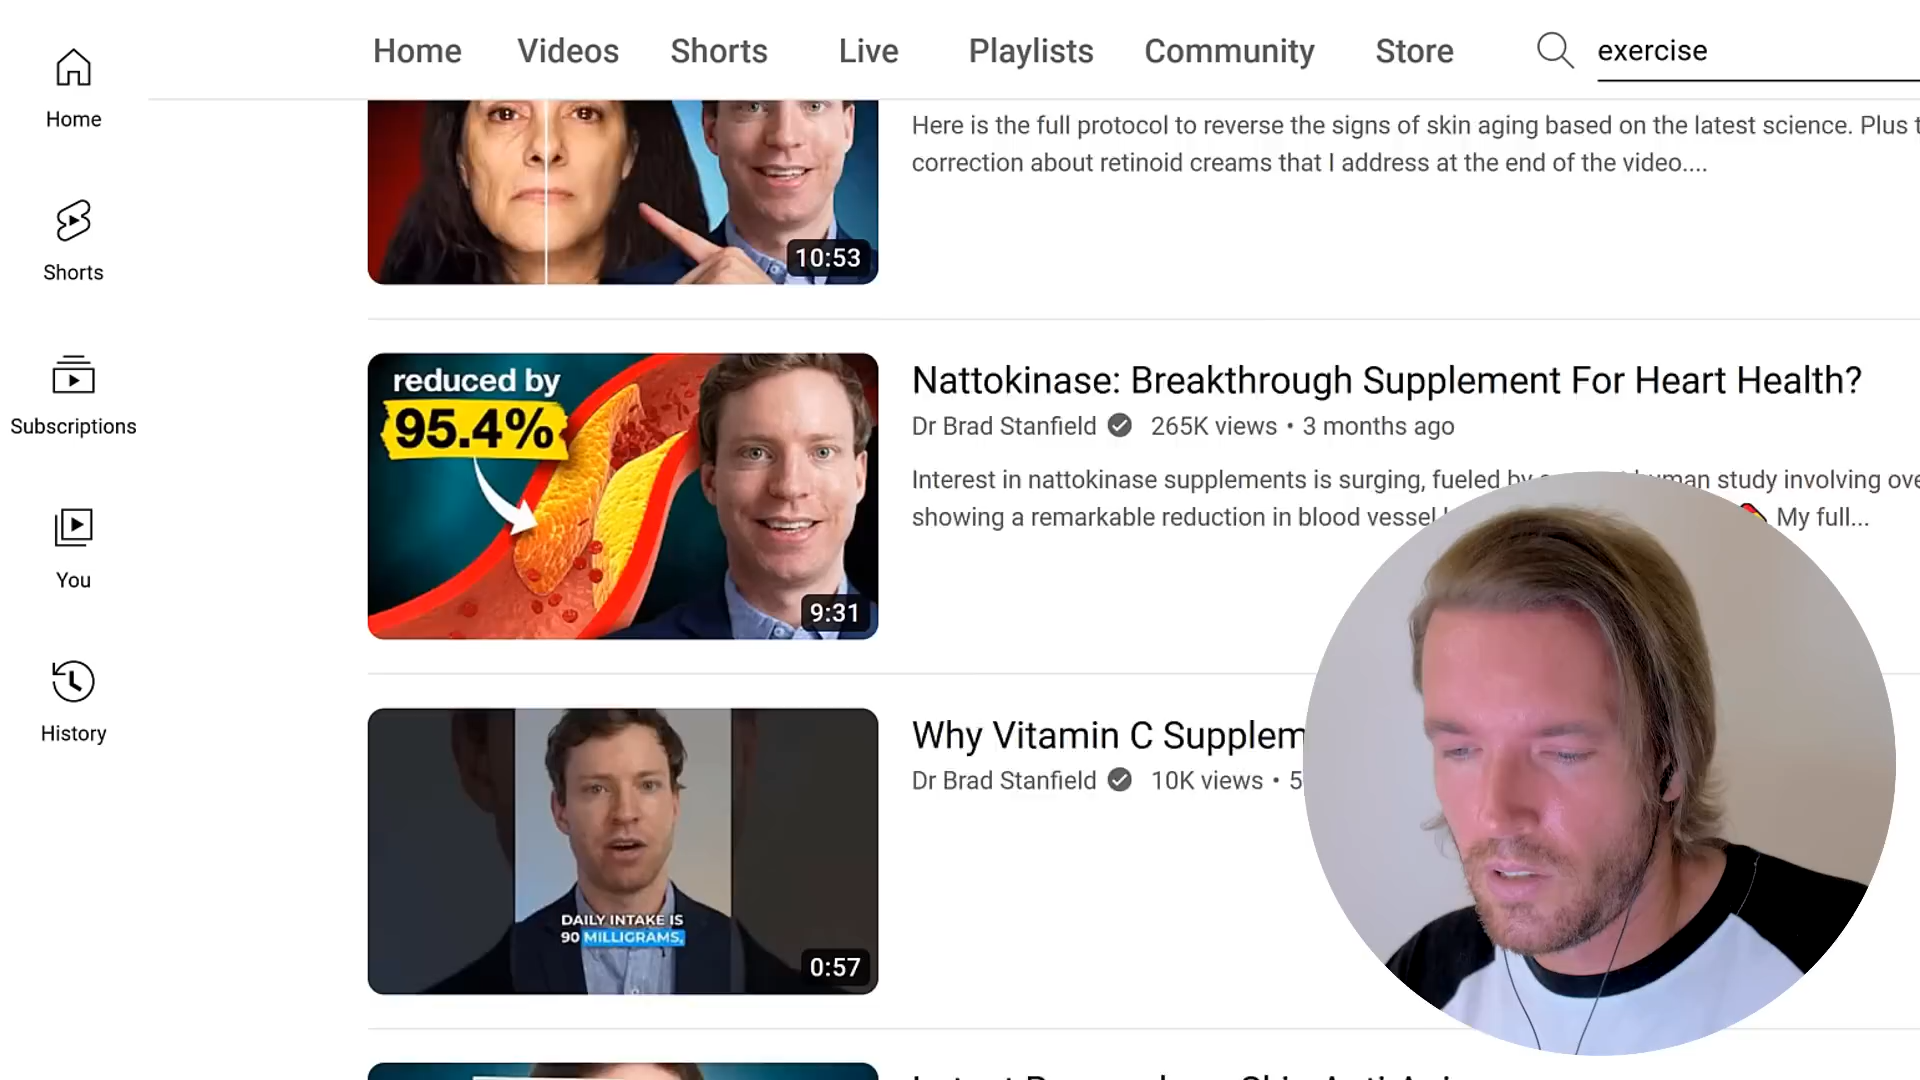 Home
Videos
Shorts
Live
Playlists
Community
Store
exercise
Home
Shorts
Subscriptions
You
History
Here is the full protocol to reverse the signs of skin aging based on the latest science. Plus
correction about retinoid creams that I address at the end of the video....
10:53
reduced by
95.4%
9:31
Nattokinase: Breakthrough Supplement For Heart Health?
Dr Brad Stanfield 265K views • 3 months ago
Interest in nattokinase supplements is surging, fueled by human study involving
showing a remarkable reduction in blood vessel My full...
DAILY INTAKE IS
90 MILLIGRAMS,
0:57
Why Vitamin C Supplem
Dr Brad Stanfield 10K views • 5